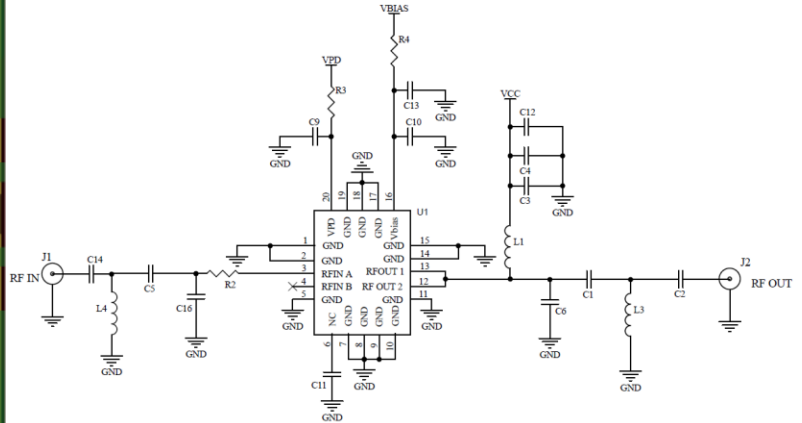 VBIAS
R4
VPD
R3
C13
GND
VCC
C12
C9
C10
GND
GND
GND
C4
C3
GND
20
19
18
17
16
U1
VPD
GND
GND
GND
Vbias
L1
1
GND
GND
15
2
GND
GND
14
J1
C14
3
RFIN A
RFOUT 1
13
J2
RF IN
C5
R2
4
RFIN B
RF OUT 2
12
RF OUT
5
GND
GND
11
C1
C2
L4
C16
C6
L3
GND
NC
GND
GND
GND
GND
GND
6
7
8
9
10
GND
GND
GND
C11
GND
GND
GND